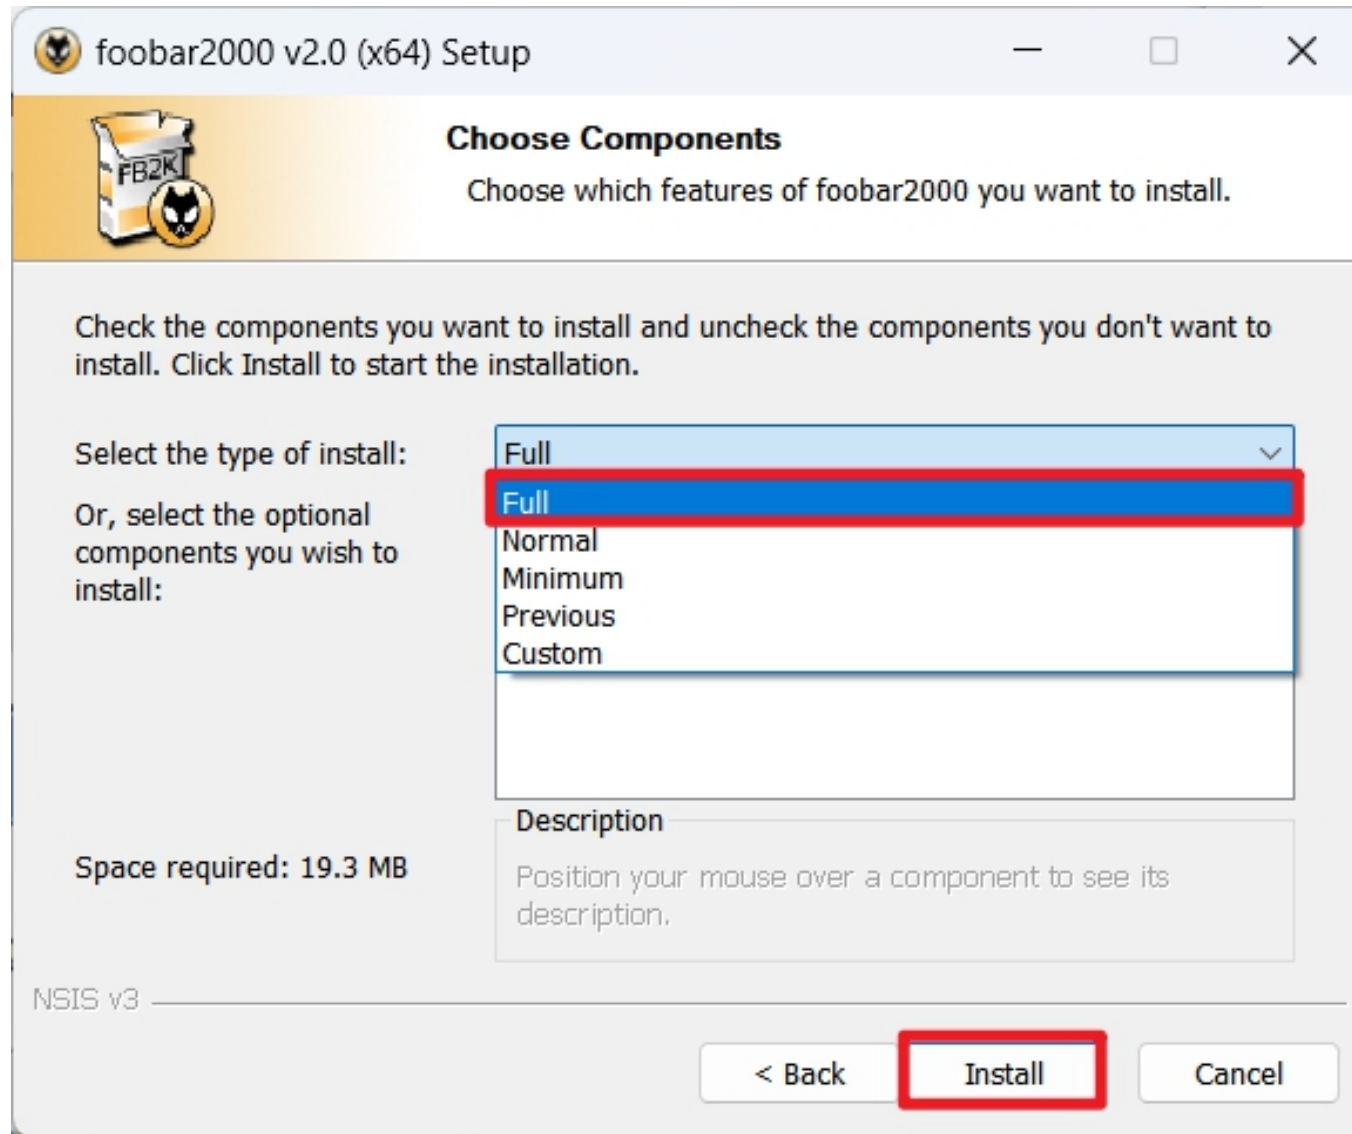 foobar2000 v2.0 (x64) Setup
FB2K
Choose Components
Choose which features of foobar2000 you want to install.
Check the components you want to install and uncheck the components you don't want to
install. Click Install to start the installation.
Select the type of install:
Full
Full
Normal
Minimum
Previous
Custom
Or, select the optional
components you wish to
install:
Description
Position your mouse over a component to see its
description.
Space required: 19.3 MB
NSIS v3
< Back
Install
Cancel